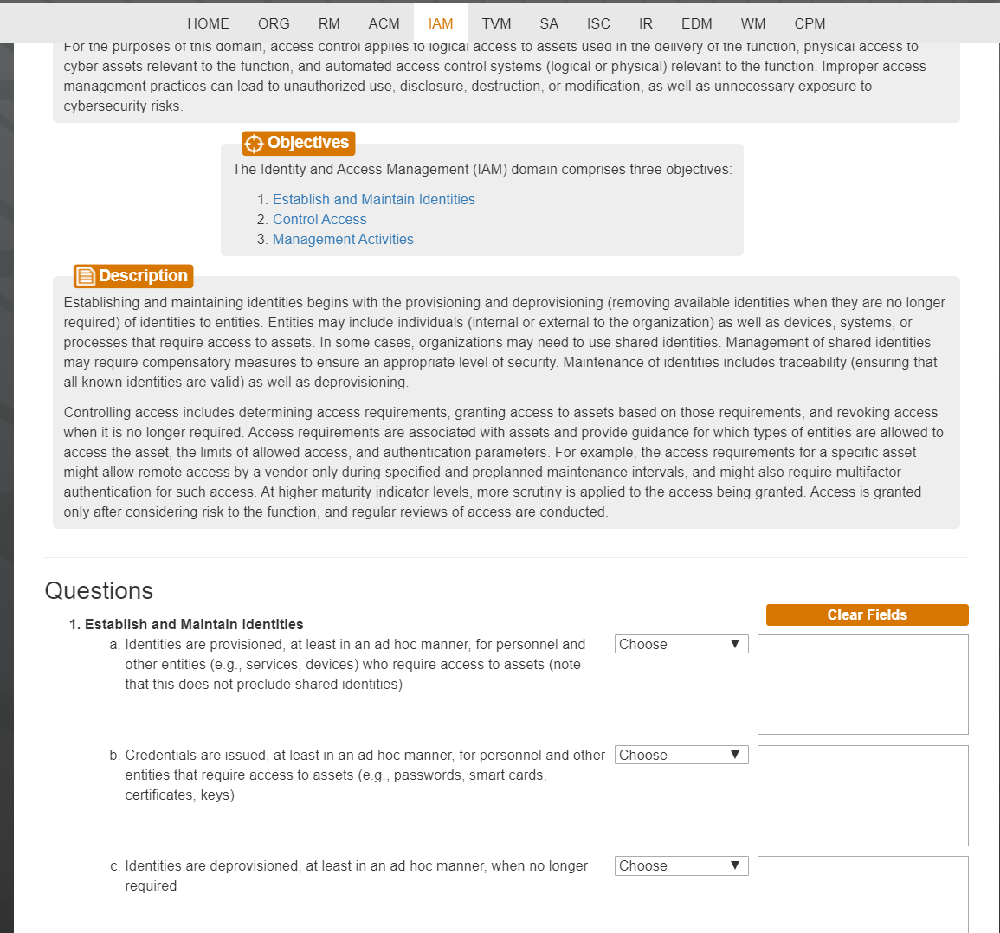 HOME ORG RM ACM IAM TVM SA ISC IR EDM WM CPM
For the purposes of this domain, access control applies to logical access to assets used in the delivery of the function, physical access to
cyber assets relevant to the function, and automated access control systems (logical or physical) relevant to the function. Improper access
management practices can lead to unauthorized use, disclosure, destruction, or modification, as well as unnecessary exposure to
cybersecurity risks.
Objectives
The Identity and Access Management (IAM) domain comprises three objectives:
1. Establish and Maintain Identities
2. Control Access
3. Management Activities
Description
Establishing and maintaining identities begins with the provisioning and deprovisioning (removing available identities when they are no longer
required) of identities to entities. Entities may include individuals (internal or external to the organization) as well as devices, systems, or
processes that require access to assets. In some cases, organizations may need to use shared identities. Management of shared identities
may require compensatory measures to ensure an appropriate level of security. Maintenance of identities includes traceability (ensuring that
all known identities are valid) as well as deprovisioning.
Controlling access includes determining access requirements, granting access to assets based on those requirements, and revoking access
when it is no longer required. Access requirements are associated with assets and provide guidance for which types of entities are allowed to
access the asset, the limits of allowed access, and authentication parameters. For example, the access requirements for a specific asset
might allow remote access by a vendor only during specified and preplanned maintenance intervals, and might also require multifactor
authentication for such access. At higher maturity indicator levels, more scrutiny is applied to the access being granted. Access is granted
only after considering risk to the function, and regular reviews of access are conducted.
Questions
Clear Fields
1. Establish and Maintain Identities
a. Identities are provisioned, at least in an ad hoc manner, for personnel and
other entities (e.g., services, devices) who require access to assets (note
that this does not preclude shared identities)
Choose
b. Credentials are issued, at least in an ad hoc manner, for personnel and other
entities that require access to assets (e.g., passwords, smart cards,
certificates, keys)
Choose
c. Identities are deprovisioned, at least in an ad hoc manner, when no longer
required
Choose